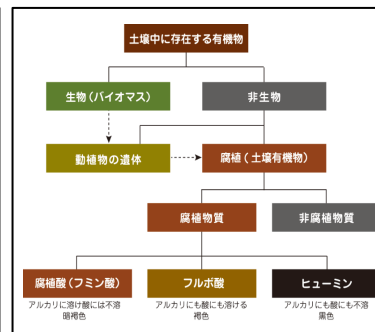 土壌中に存在する有機物
生物(バイオマス)
非生物
動植物の遺体
腐植(土壌有機物)
腐植物質
非腐植物質
腐植酸(フミン酸)
フルボ酸
ヒューミン
アルカリに溶け酸には不溶
暗褐色
アルカリにも酸にも溶ける
褐色
アルカリにも酸にも不溶
黒色